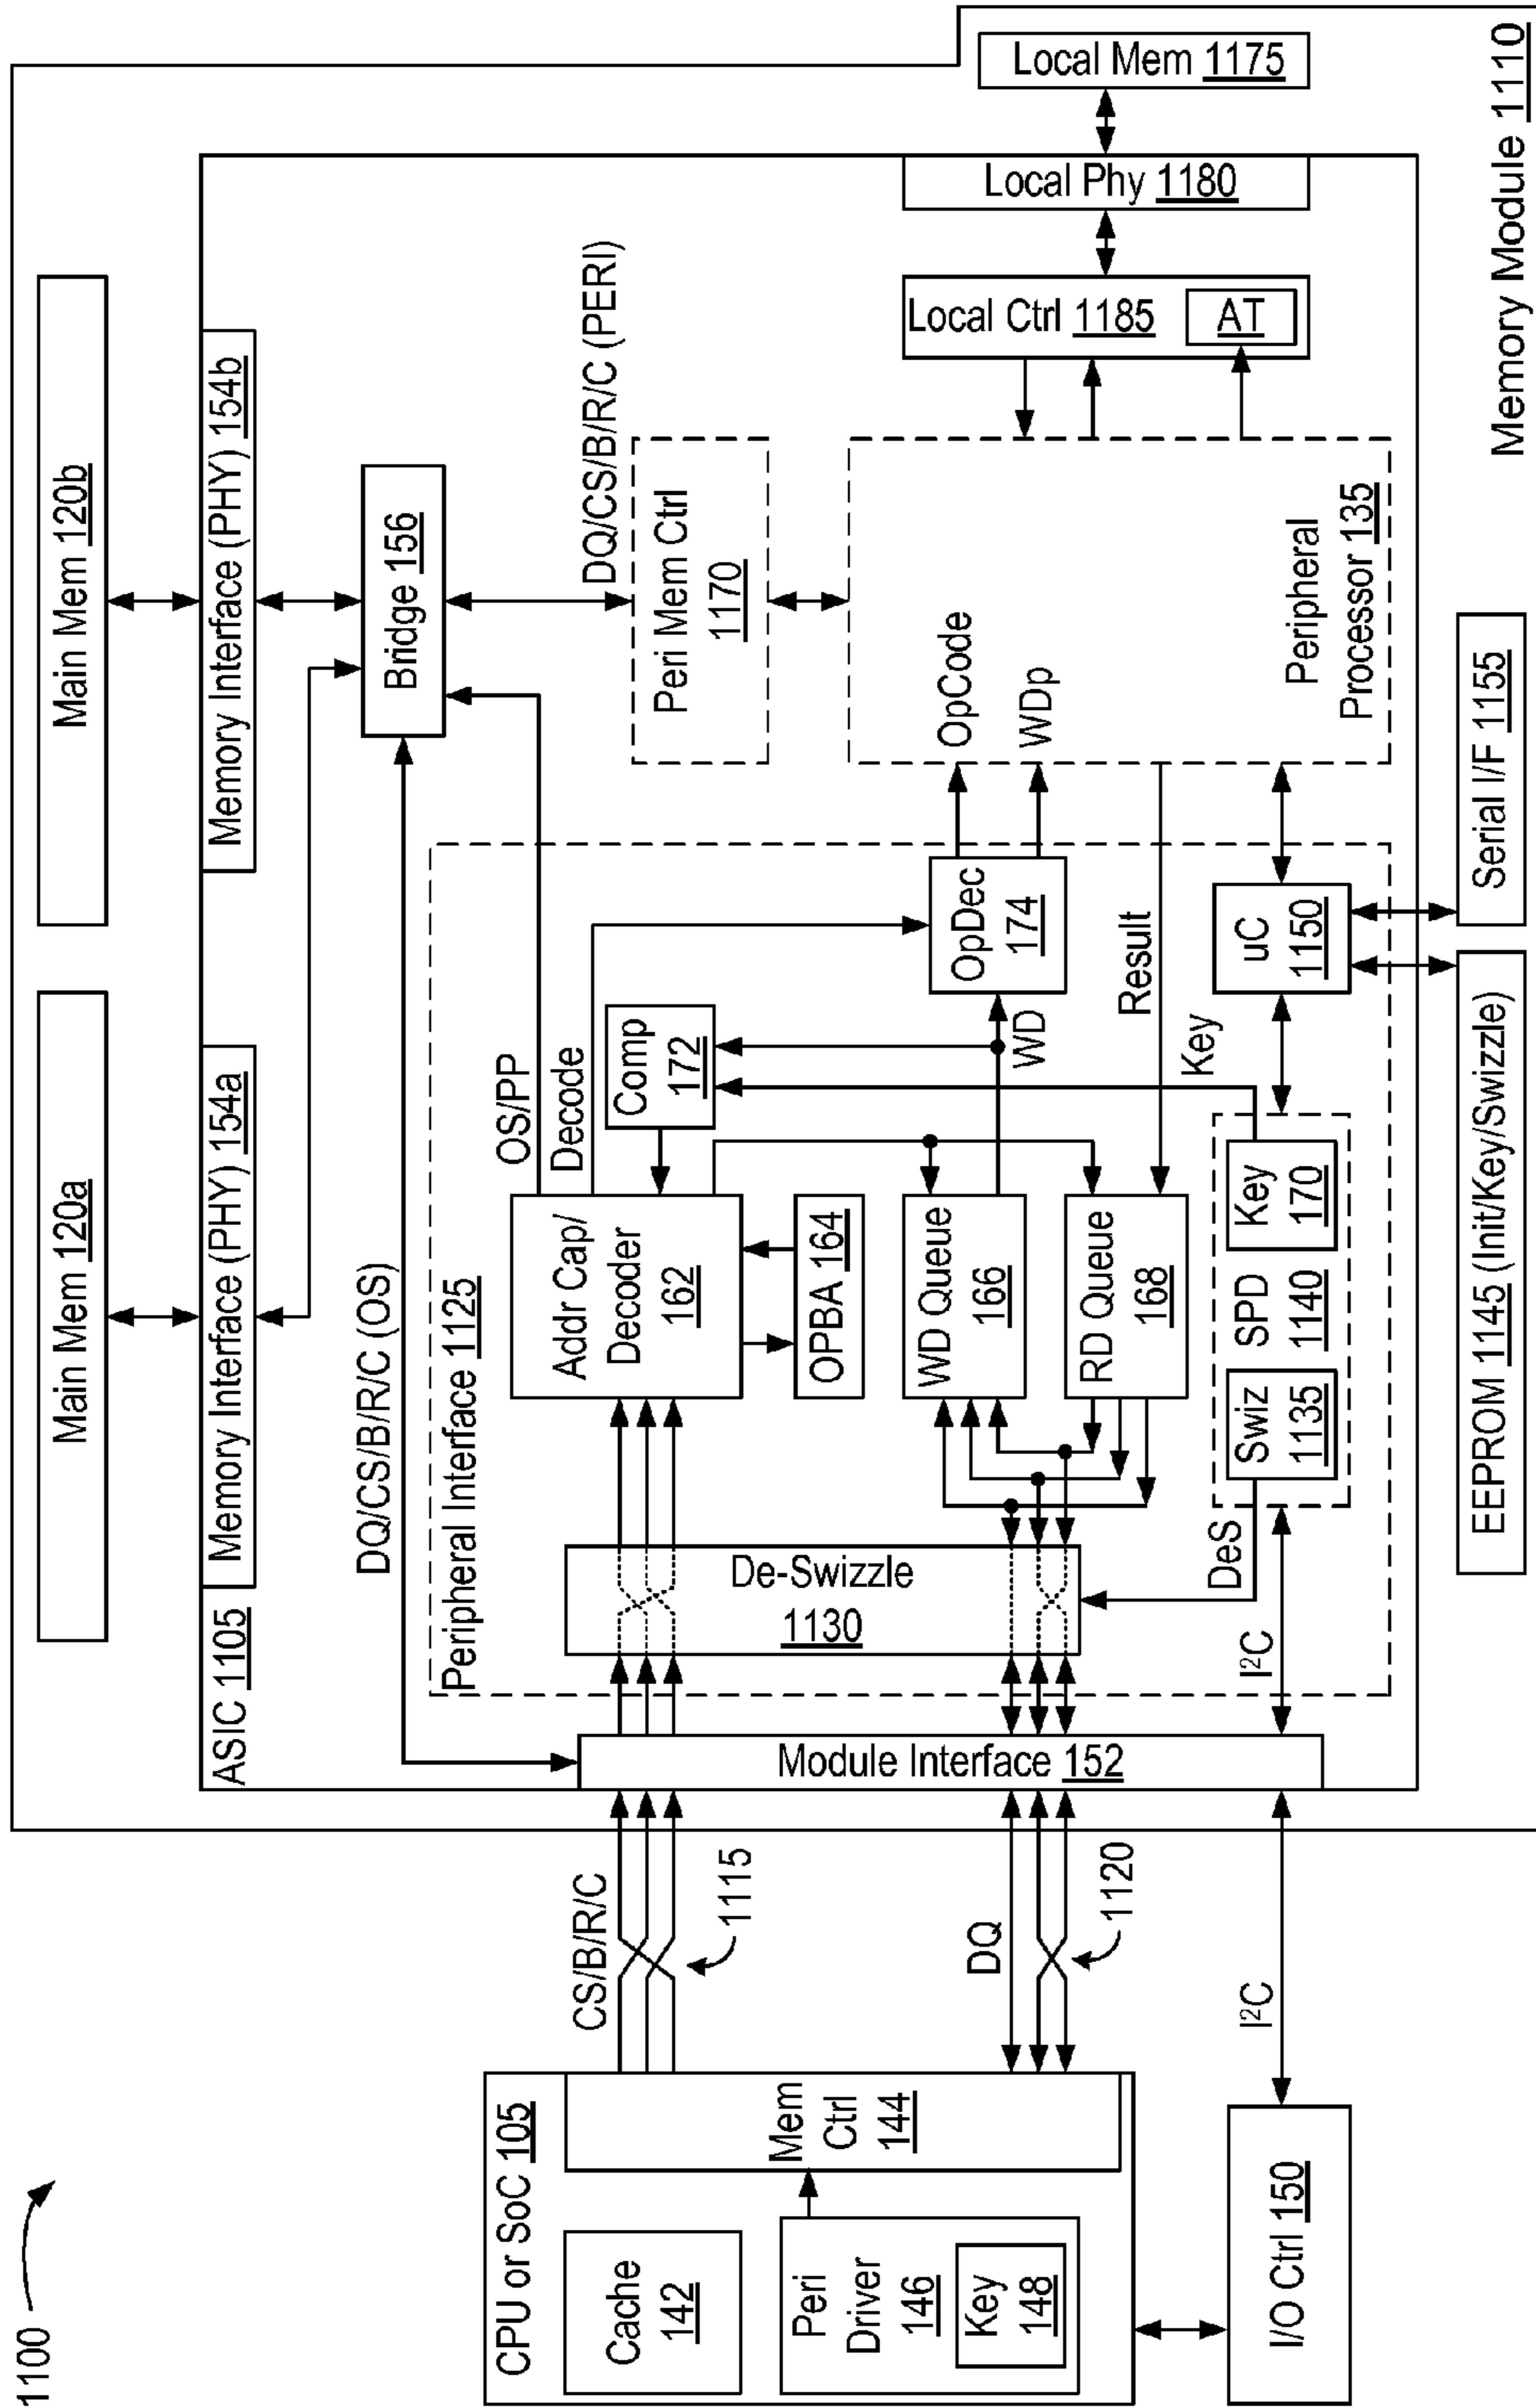 1100
CPU or SoC 105
Cache
142
Peri
Driver
146
Key
148
Mem
Ctrl
144
I/O Ctrl 150
CS/B/R/C
1115
DQ
1120
I²C
Memory Module 1110
Main Mem 120a
Main Mem 120b
ASIC 1105
Memory Interface (PHY) 154a
Memory Interface (PHY) 154b
Module Interface 152
DQ/CS/B/R/C (OS)
Bridge 156
OS/PP
Decode
DQ/CS/B/R/C (PERI)
Peripheral Interface 1125
De-Swizzle
1130
Addr Cap/
Decoder
162
OPBA 164
Comp
172
WD Queue
166
RD Queue
168
WD
OpDec
174
OpCode
WDp
Result
Key
DeS
I²C
Swiz
1135
SPD
1140
Key
170
uC
1150
Peri Mem Ctrl
1170
Peripheral
Processor 135
Local Ctrl 1185
AT
Local Phy 1180
Local Mem 1175
EEPROM 1145 (Init/Key/Swizzle)
Serial I/F 1155